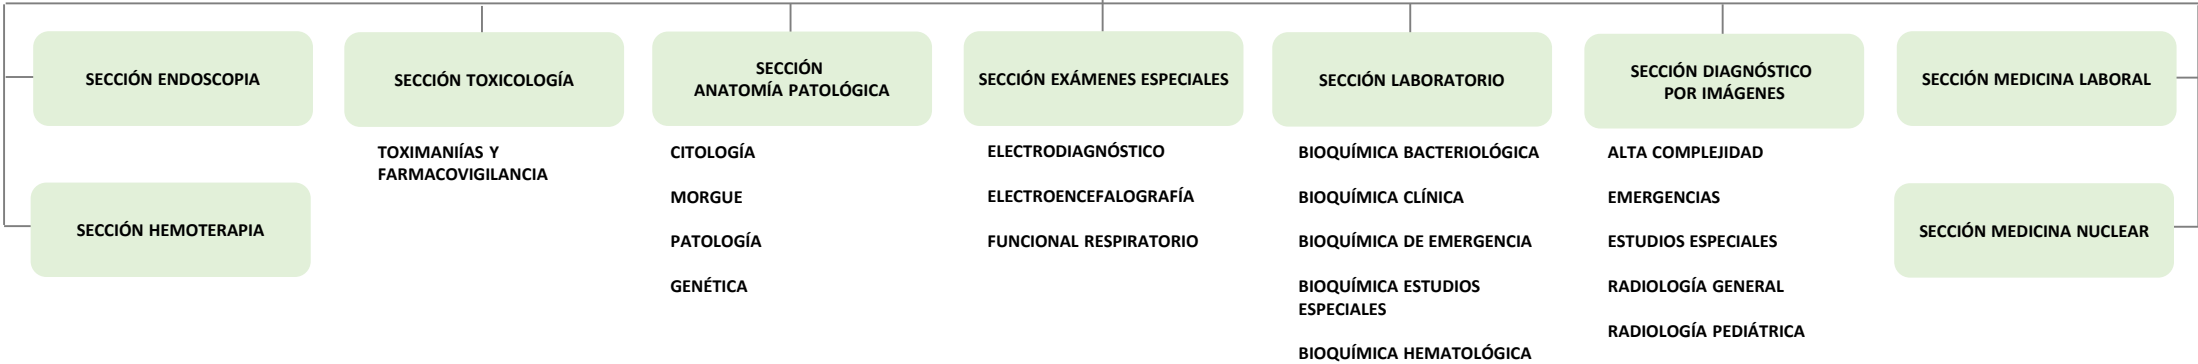 SECCIÓN ENDOSCOPIA
SECCIÓN HEMOTERAPIA
SECCIÓN TOXICOLOGÍA
TOXIMANIÍAS Y
FARMACOVIGILANCIA
SECCIÓN
ANATOMÍA PATOLÓGICA
CITOLOGÍA
MORGUE
PATOLOGÍA
GENÉTICA
SECCIÓN EXÁMENES ESPECIALES
ELECTRODIAGNÓSTICO
ELECTROENCEFALOGRAFÍA
FUNCIONAL RESPIRATORIO
SECCIÓN LABORATORIO
BIOQUÍMICA BACTERIOLÓGICA
BIOQUÍMICA CLÍNICA
BIOQUÍMICA DE EMERGENCIA
BIOQUÍMICA ESTUDIOS
ESPECIALES
BIOQUÍMICA HEMATOLÓGICA
SECCIÓN DIAGNÓSTICO
POR IMÁGENES
ALTA COMPLEJIDAD
EMERGENCIAS
ESTUDIOS ESPECIALES
RADIOLOGÍA GENERAL
RADIOLOGÍA PEDIÁTRICA
SECCIÓN MEDICINA LABORAL
SECCIÓN MEDICINA NUCLEAR